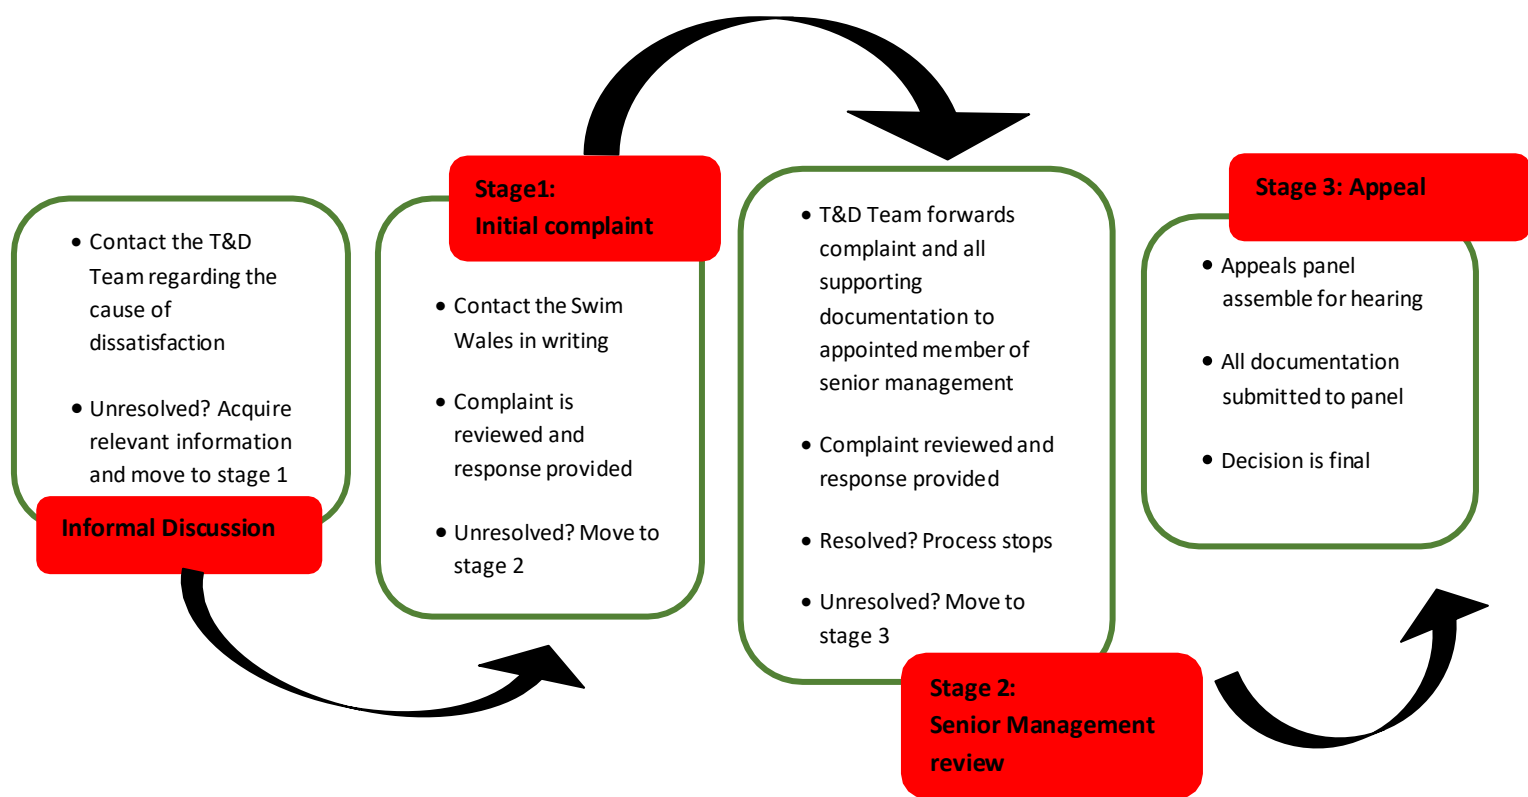 • Contact the T&D
Team regarding the
cause of
dissatisfaction
• Unresolved? Acquire
relevant information
and move to stage 1
Informal Discussion
Stage1:
Initial complaint
• Contact the Swim
Wales in writing
• Complaint is
reviewed and
response provided
• Unresolved? Move to
stage 2
• T&D Team forwards
complaint and all
supporting
documentation to
appointed member of
senior management
• Complaint reviewed and
response provided
• Resolved? Process stops
• Unresolved? Move to
stage 3
Stage 2:
Senior Management
review
Stage 3: Appeal
• Appeals panel
assemble for hearing
• All documentation
submitted to panel
• Decision is final